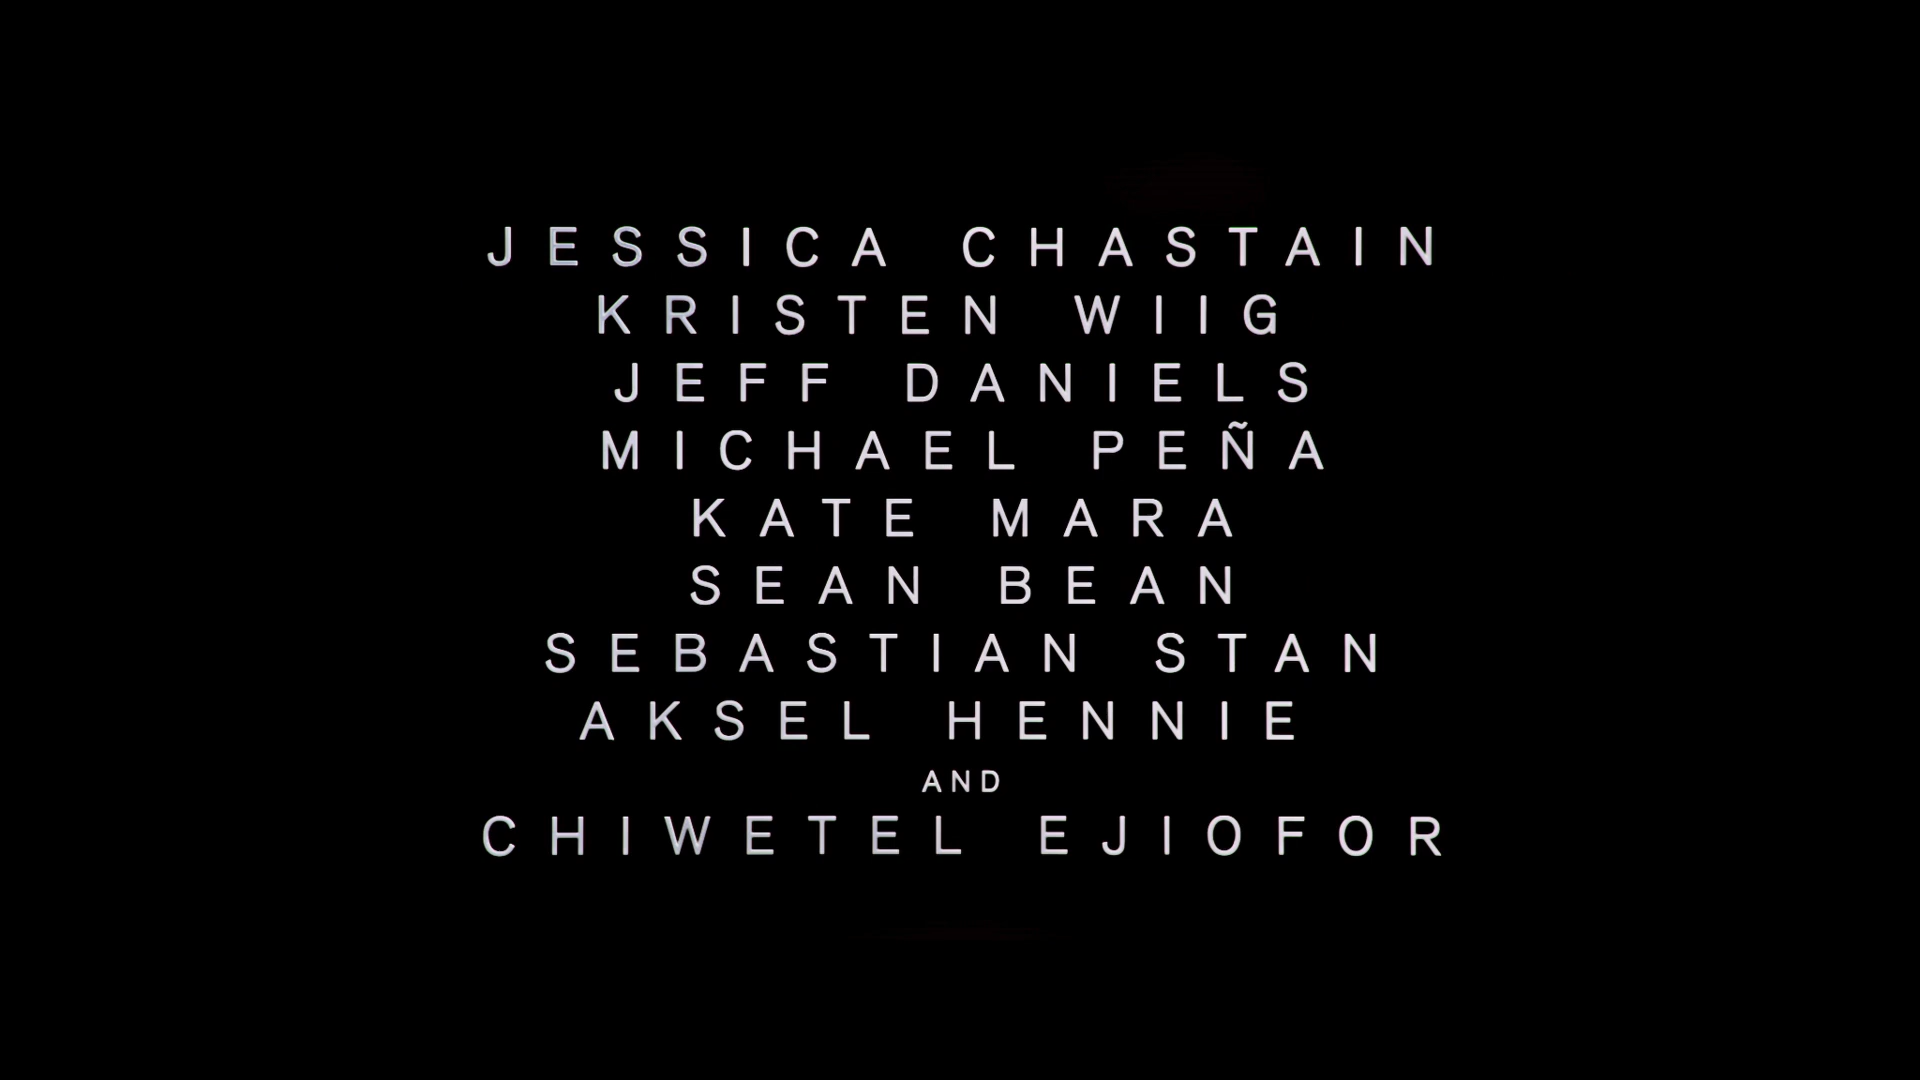 JESSICA CHASTAIN
KRISTEN WIIG
JEFF DANIELS
MICHAEL PEÑA
KATE MARA
SEAN BEAN
SEBASTIAN STAN
AKSEL HENNIE
AND
CHIWETEL EJIOFOR